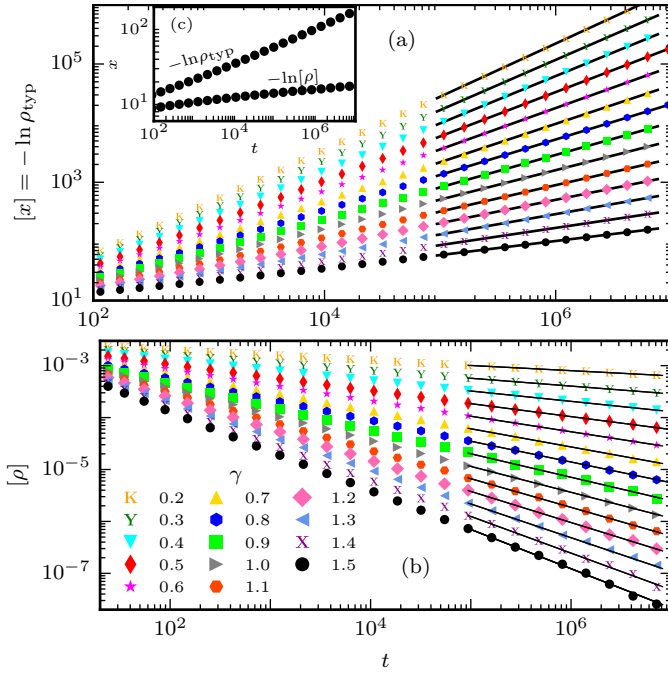 (a)
[x] = − ln ρtyp
10^5
10^3
10^1
10^2
10^4
10^6
(c)
x
10^2
10^1
−lnρtyp
−ln[ρ]
10^2
10^4
10^6
t
(b)
[ρ]
10^−3
10^−5
10^−7
γ
K 0.2
Y 0.3
0.4
0.5
0.6
0.7
0.8
0.9
1.0
1.1
1.2
1.3
X 1.4
1.5
10^2
10^4
10^6
t